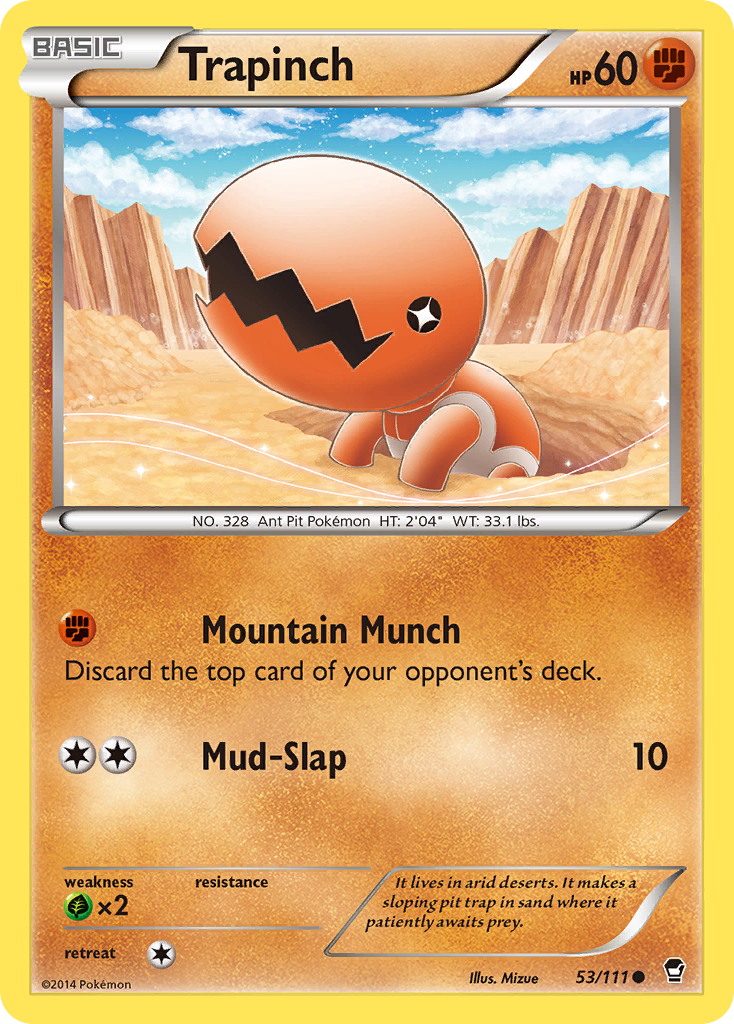 BASIC
Trapinch
HP60
NO. 328 Ant Pit Pokémon HT: 2'04" WT: 33.1 lbs.
Mountain Munch
Discard the top card of your opponent's deck.
Mud-Slap 10
weakness resistance
×2
It lives in arid deserts. It makes a
sloping pit trap in sand where it
patiently awaits prey.
retreat
©2014 Pokémon
Illus. Mizue 53/111